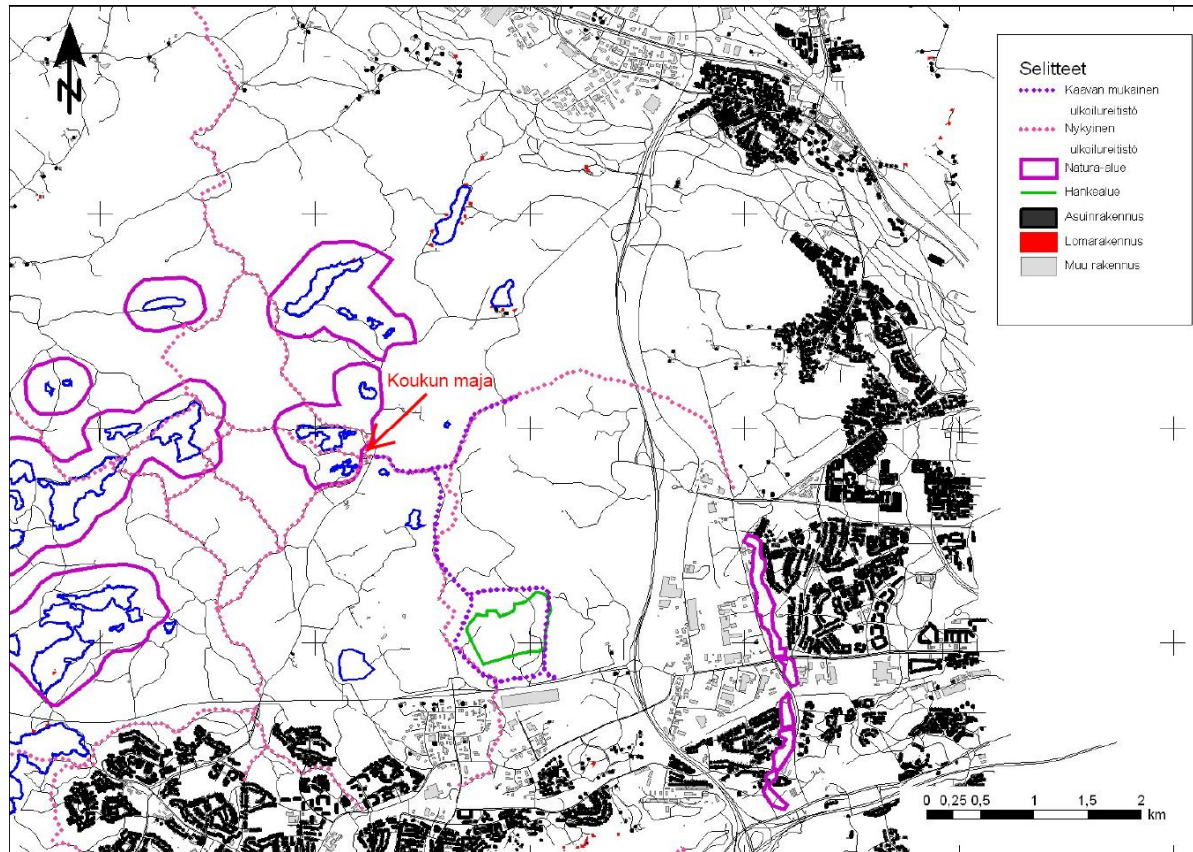 N
Koukun maja
Selitteet
Kaavan mukainen
ulkoilureitistö
Nykyinen
ulkoilureitistö
Natura-alue
Hankealue
Asuinrakennus
Lomarakennus
Muu rakennus
0 0,25 0,5 1 1,5 2
km